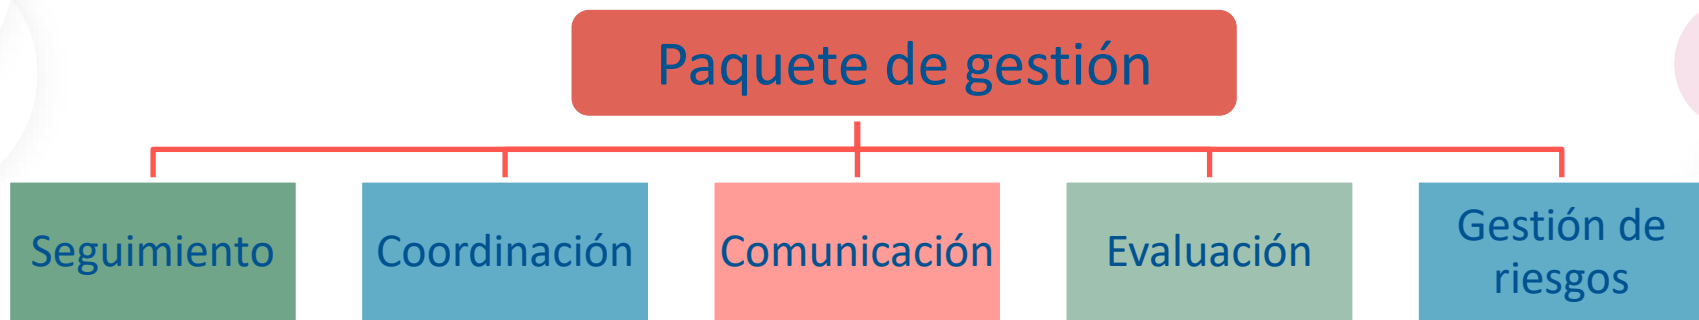 Paquete de gestión
Seguimiento
Coordinación
Comunicación
Evaluación
Gestión de
riesgos